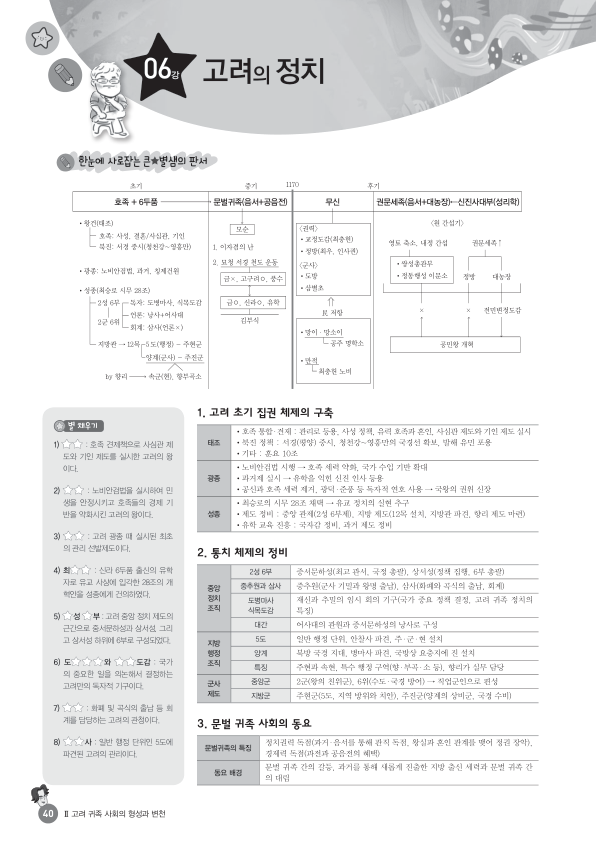 06강 고려의 정치
한눈에 사로잡는 큰★별샘의 판서
초기 중기 1170 후기
호족 + 6두품 문벌귀족(음서+공음전) 무신 권문세족(음서+대농장)←신진사대부(성리학)
• 왕건(태조)
호족: 사성, 결혼/사심관, 기인
북진: 서경 중시(청천강~영흥만)
• 광종: 노비안검법, 과거, 칭제건원
• 성종(최승로 시무 28조)
2성 6부 독자: 도병마사, 식목도감
언론: 낭사+어사대
2군 6위 회계: 삼사(언론×)
지방관 → 12목 5도(행정) – 주현군
양계(군사) – 주진군
by 향리 → 속군(현), 향부곡소
모순
1. 이자겸의 난
2. 묘청 서경 천도 운동
금×, 고구려o, 풍수
금o, 신라o, 유학
김부식
〈권력〉
• 교정도감(최충헌)
• 정방(최우, 인사권)
〈군사〉
• 도방
• 삼별초
民 저항
• 망이·망소이
공주 명학소
• 만적
최충헌 노비
〈원 간섭기〉
영토 축소, 내정 간섭 권문세족↑
• 쌍성총관부
• 정동행성 이문소
정방 대농장
× × 전민변정도감
공민왕 개혁
별 채우기
1) ☆☆ : 호족 견제책으로 사심관 제
도와 기인 제도를 실시한 고려의 왕
이다.
2) ☆☆ : 노비안검법을 실시하여 민
생을 안정시키고 호족들의 경제 기
반을 약화시킨 고려의 왕이다.
3) ☆☆ : 고려 광종 때 실시된 최초
의 관리 선발제도이다.
4) 최☆☆ : 신라 6두품 출신의 유학
자로 유교 사상에 입각한 28조의 개
혁안을 성종에게 건의하였다.
5) ☆성☆부 : 고려 중앙 정치 제도의
근간으로 중서문하성과 상서성, 그리
고 상서성 하위에 6부로 구성되었다.
6) 도☆☆☆와 ☆☆도감 : 국가
의 중요한 일을 의논해서 결정하는
고려만의 독자적 기구이다.
7) ☆☆ : 화폐 및 곡식의 출납 등 회
계를 담당하는 고려의 관청이다.
8) ☆☆사 : 일반 행정 단위인 5도에
파견된 고려의 관리이다.
1. 고려 초기 집권 체제의 구축
태조
• 호족 통합·견제 : 관리로 등용, 사성 정책, 유력 호족과 혼인, 사심관 제도와 기인 제도 실시
• 북진 정책 : 서경(평양) 중시, 청천강~영흥만의 국경선 확보, 발해 유민 포용
• 기타 : 훈요 10조
광종
• 노비안검법 시행 → 호족 세력 약화, 국가 수입 기반 확대
• 과거제 실시 → 유학을 익힌 신진 인사 등용
• 공신과 호족 세력 제거, 광덕·준풍 등 독자적 연호 사용 → 국왕의 권위 신장
성종
• 최승로의 시무 28조 채택 → 유교 정치의 실현 추구
• 제도 정비 : 중앙 관제(2성 6부제), 지방 제도(12목 설치, 지방관 파견, 향리 제도 마련)
• 유학 교육 진흥 : 국자감 정비, 과거 제도 정비
2. 통치 체제의 정비
중앙 정치 조직
2성 6부 중서문하성(최고 관서, 국정 총괄), 상서성(정책 집행, 6부 총괄)
중추원과 삼사 중추원(군사 기밀과 왕명 출납), 삼사(화폐와 곡식의 출납, 회계)
도병마사 식목도감 재신과 추밀의 임시 회의 기구(국가 중요 정책 결정, 고려 귀족 정치의
특징)
대간 어사대의 관원과 중서문하성의 낭사로 구성
지방 행정 조직
5도 일반 행정 단위, 안찰사 파견, 주·군·현 설치
양계 북방 국경 지대, 병마사 파견, 국방상 요충지에 진 설치
특징 주현과 속현, 특수 행정 구역(향·부곡·소 등), 향리가 실무 담당
군사 제도
중앙군 2군(왕의 친위군), 6위(수도·국경 방어) → 직업군인으로 편성
지방군 주현군(5도, 지역 방위와 치안), 주진군(양계의 상비군, 국경 수비)
3. 문벌 귀족 사회의 동요
문벌귀족의 특징 정치권력 독점(과거·음서를 통해 관직 독점, 왕실과 혼인 관계를 맺어 정권 장악),
경제력 독점(과전과 공음전의 혜택)
동요 배경 문벌 귀족 간의 갈등, 과거를 통해 새롭게 진출한 지방 출신 세력과 문벌 귀족 간
의 대립
40 Ⅱ 고려 귀족 사회의 형성과 변천